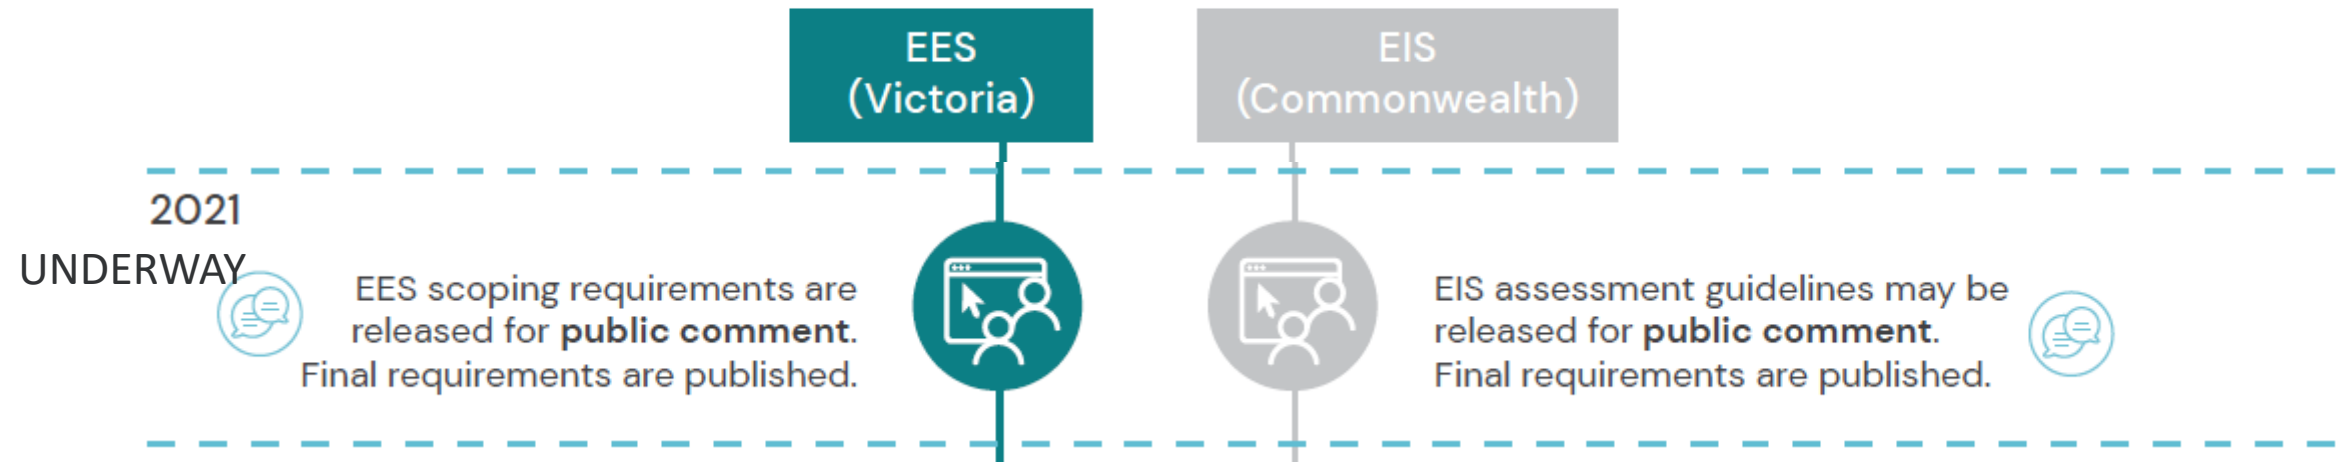 EES
(Victoria)
EIS
(Commonwealth)
2021
UNDERWAY
EES scoping requirements are
released for public comment.
Final requirements are published.
EIS assessment guidelines may be
released for public comment.
Final requirements are published.